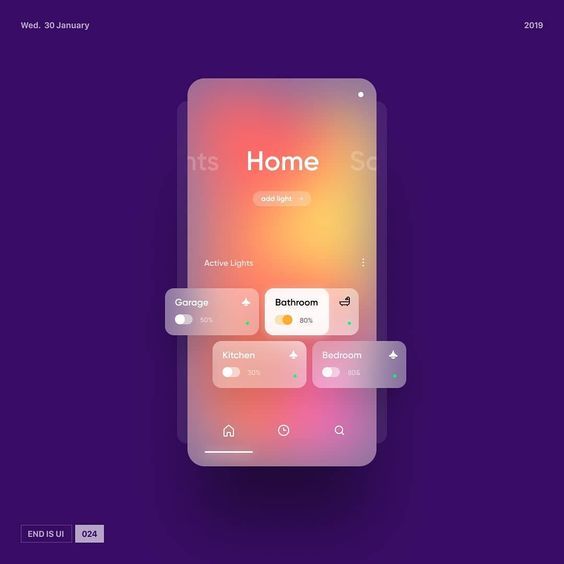 Wed. 30 January
2019
nts Home Sc
add light +
Active Lights
Garage
50%
Bathroom
80%
Kitchen
30%
Bedroom
80&
END IS UI 024